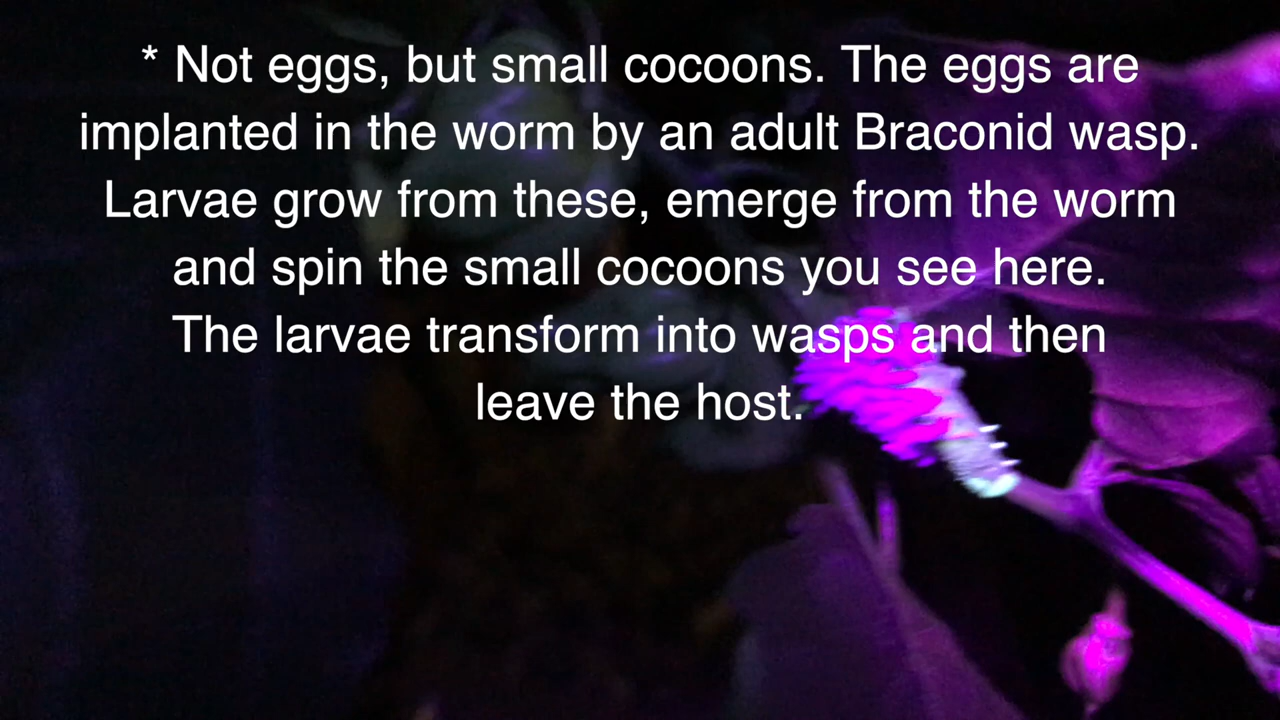 * Not eggs, but small cocoons. The eggs are
implanted in the worm by an adult Braconid wasp.
Larvae grow from these, emerge from the worm
and spin the small cocoons you see here.
The larvae transform into wasps and then
leave the host.